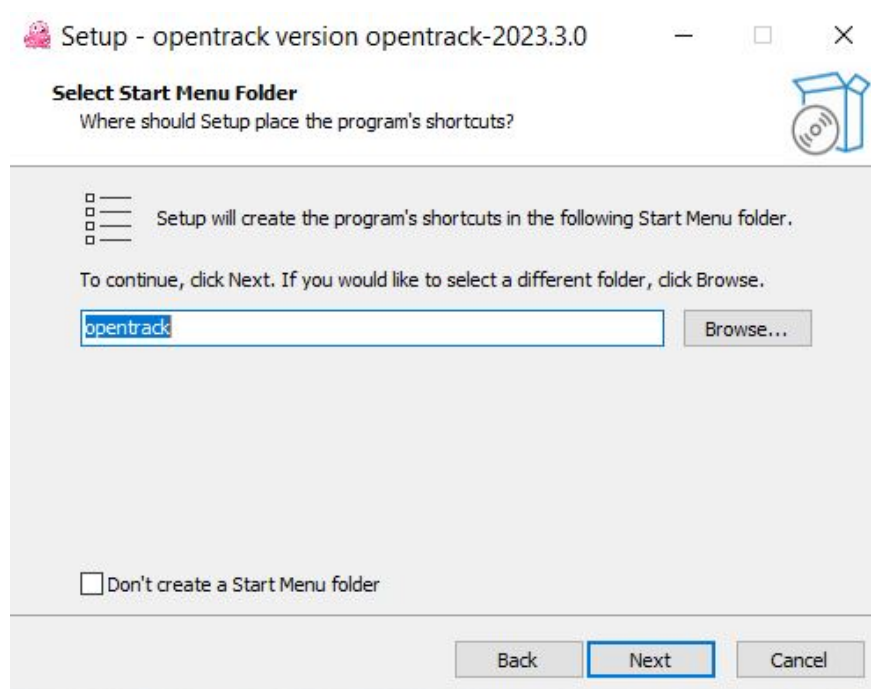 Setup - opentrack version opentrack-2023.3.0
Select Start Menu Folder
Where should Setup place the program's shortcuts?
Setup will create the program's shortcuts in the following Start Menu folder.
To continue, click Next. If you would like to select a different folder, click Browse.
opentrack Browse...
Don't create a Start Menu folder
Back Next Cancel